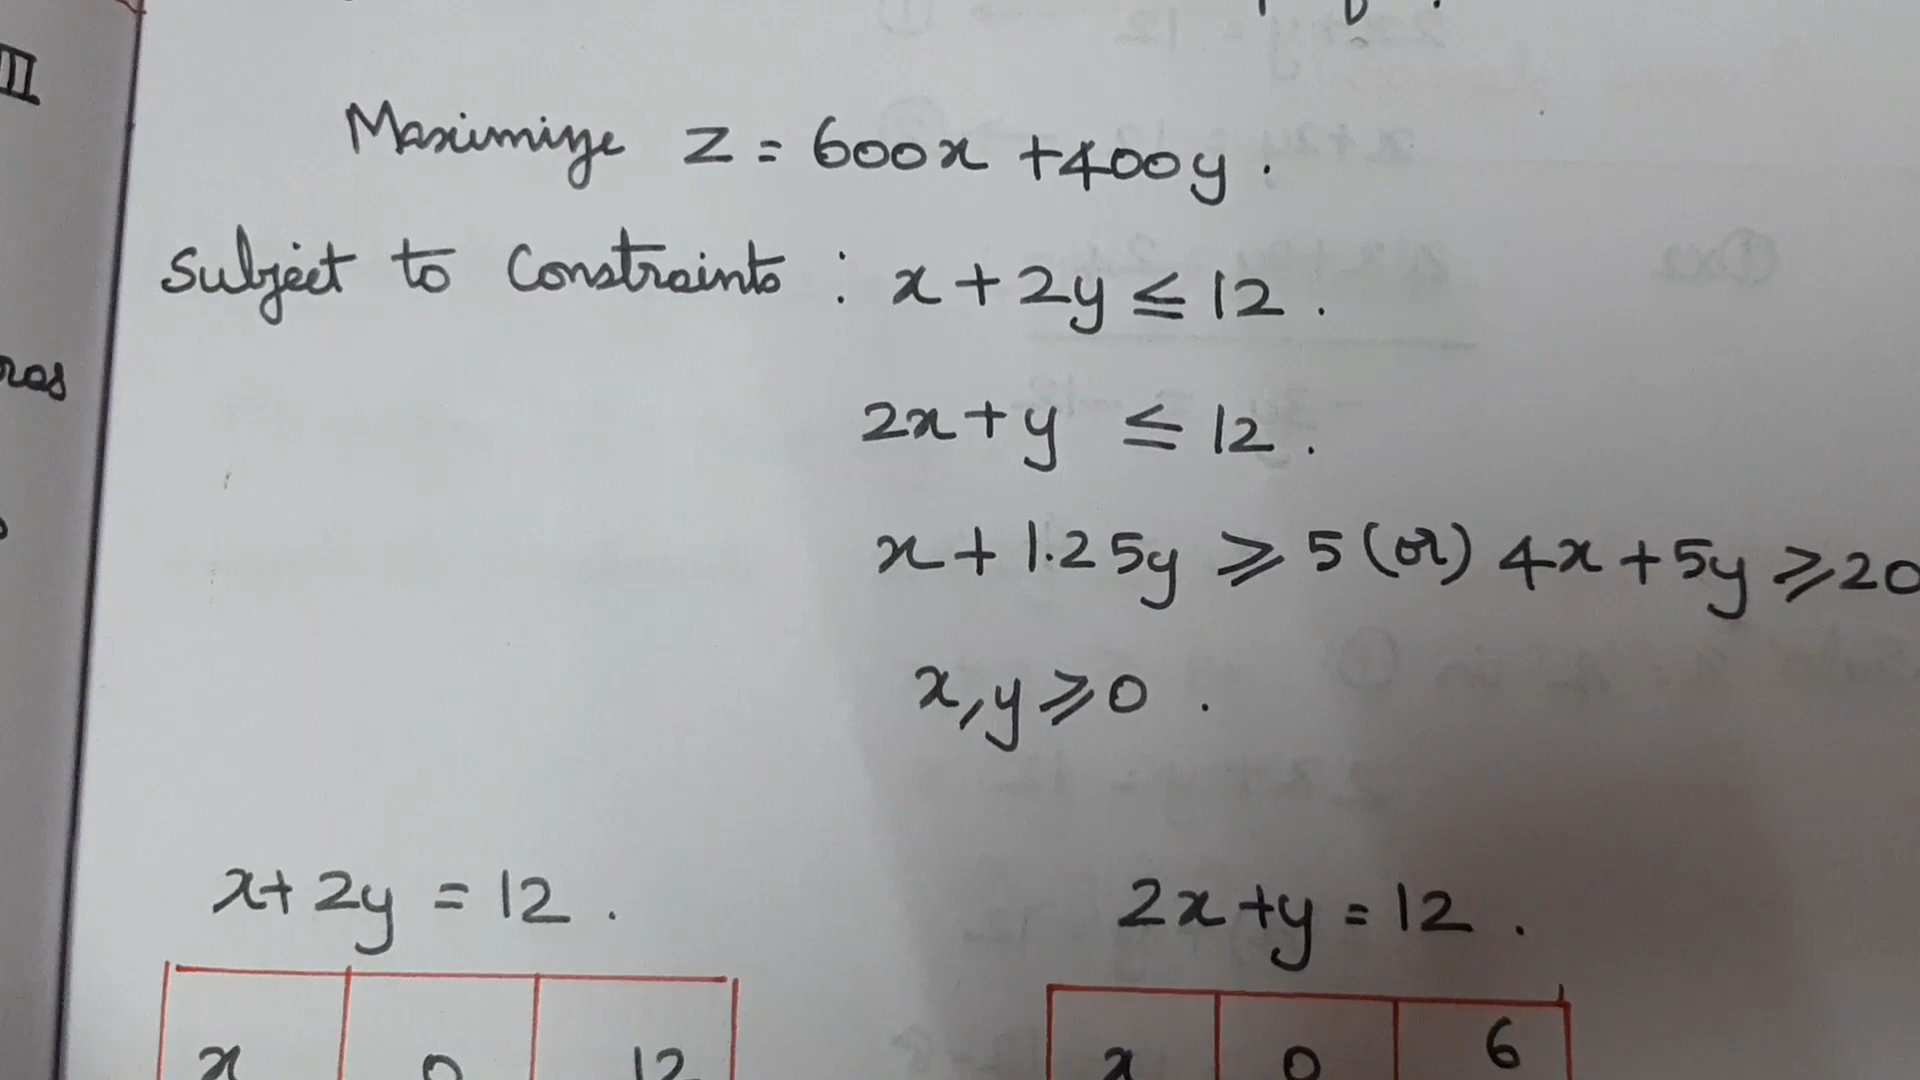 III
Maximize Z = 600x + 400y .
Subject to Constraints : x + 2y ≤ 12 .
2x + y ≤ 12 .
x + 1.25y ≥ 5 (or) 4x + 5y ≥ 20
x, y ≥ 0 .
x + 2y = 12 .
2x + y = 12 .
x 0 12
x 0 6